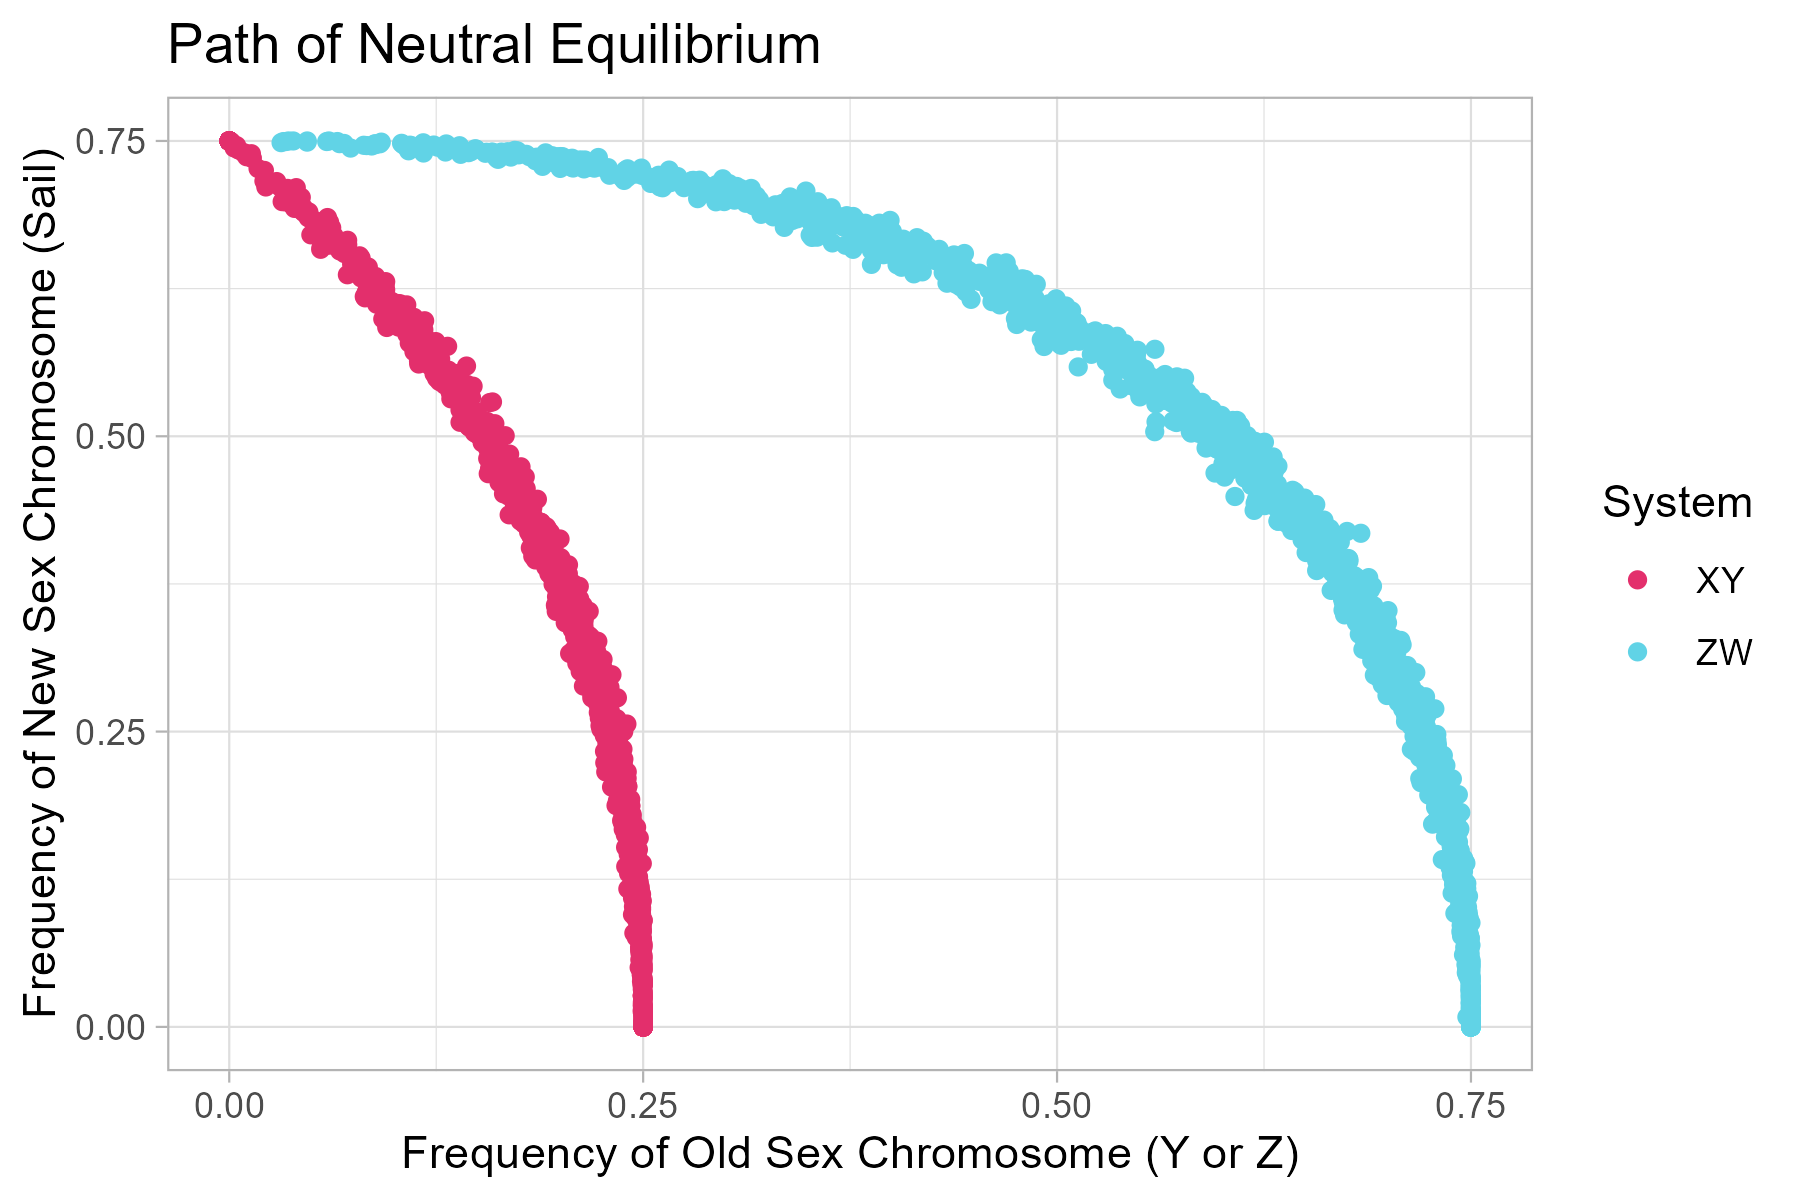 Path of Neutral Equilibrium
Frequency of New Sex Chromosome (Sail)
0.75
0.50
0.25
0.00
0.00 0.25 0.50 0.75
Frequency of Old Sex Chromosome (Y or Z)
System
XY
ZW